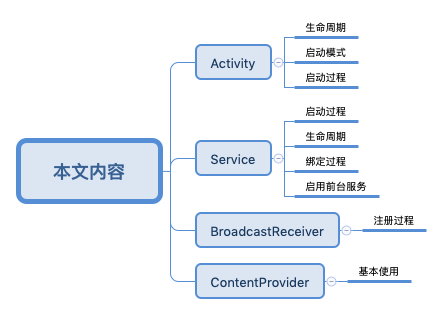 本文内容
Activity
生命周期
启动模式
启动过程
Service
启动过程
生命周期
绑定过程
启用前台服务
BroadcastReceiver
注册过程
ContentProvider
基本使用